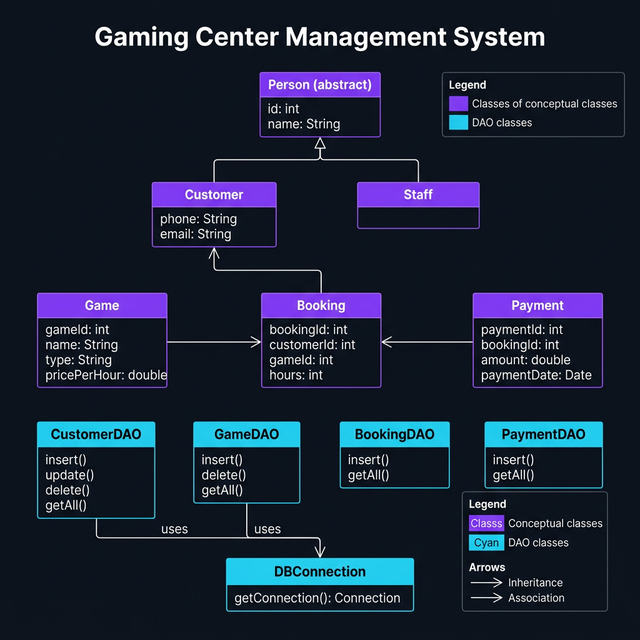 Gaming Center Management System
Person (abstract)
id: int
name: String
Legend
Classes of conceptual classes
DAO classes
Customer
phone: String
email: String
Staff
Game
gameId: int
name: String
type: String
pricePerHour: double
Booking
bookingId: int
customerId: int
gameId: int
hours: int
Payment
paymentId: int
bookingId: int
amount: double
paymentDate: Date
CustomerDAO
insert()
update()
delete()
getAll()
GameDAO
insert()
delete()
getAll()
BookingDAO
insert()
getAll()
PaymentDAO
insert()
getAll()
uses
uses
DBConnection
getConnection(): Connection
Legend
Classs Conceptual classes
Cyan DAO classes
Arrows
Inheritance
Association